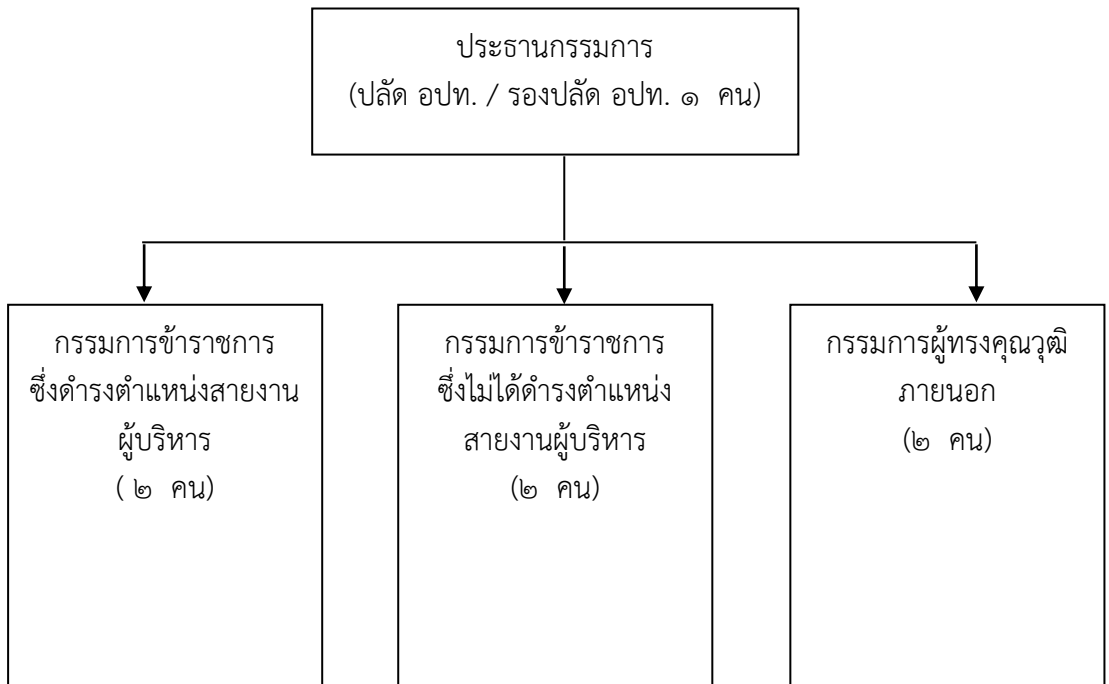 ประธานกรรมการ
(ปลัด อปท. / รองปลัด อปท. ๑ คน)
กรรมการข้าราชการ
ซึ่งดำรงตำแหน่งสายงาน
ผู้บริหาร
( ๒ คน)
กรรมการข้าราชการ
ซึ่งไม่ได้ดำรงตำแหน่ง
สายงานผู้บริหาร
(๒ คน)
กรรมการผู้ทรงคุณวุฒิ
ภายนอก
(๒ คน)